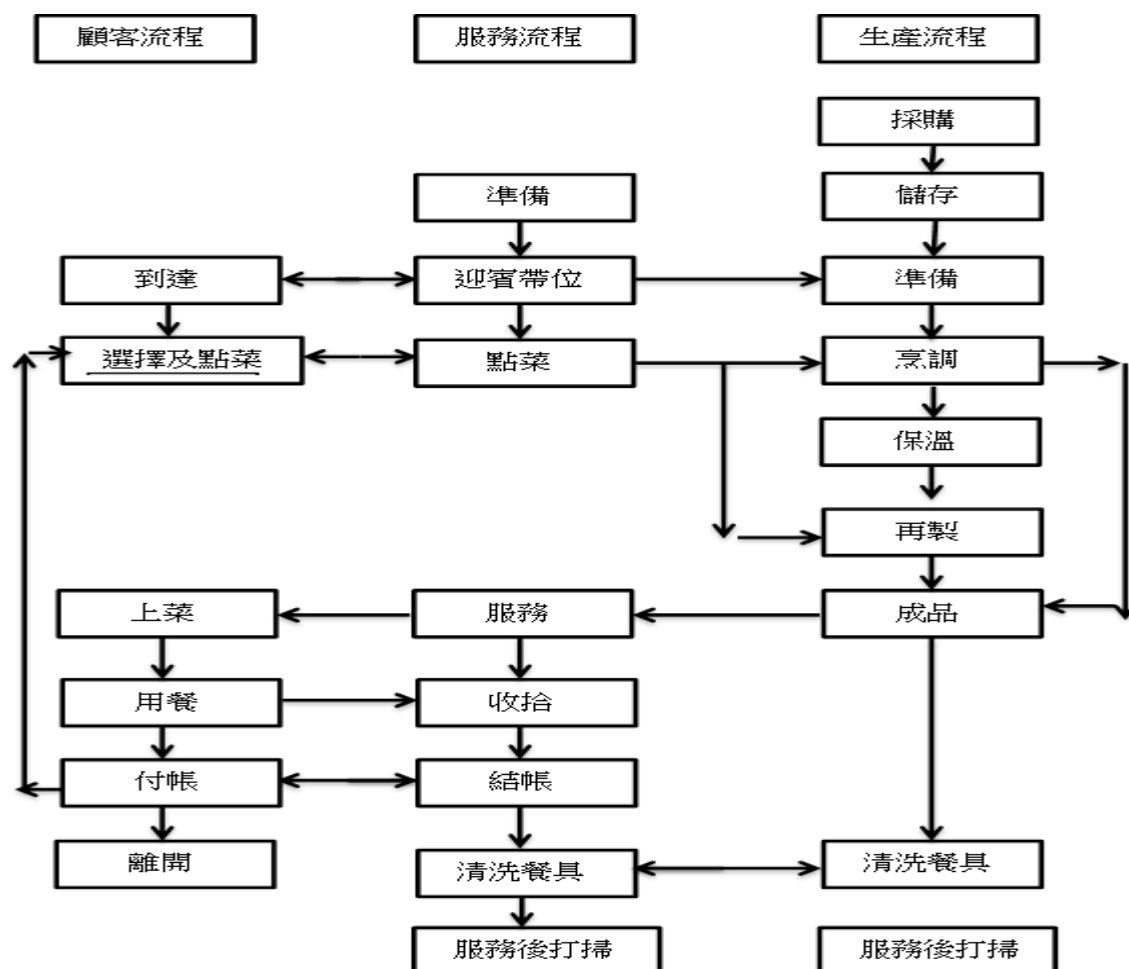 顧客流程
服務流程
生產流程
採購
準備
儲存
到達
迎賓帶位
準備
選擇及點菜
點菜
烹調
保溫
再製
上菜
服務
成品
用餐
收拾
付帳
結帳
離開
清洗餐具
清洗餐具
服務後打掃
服務後打掃